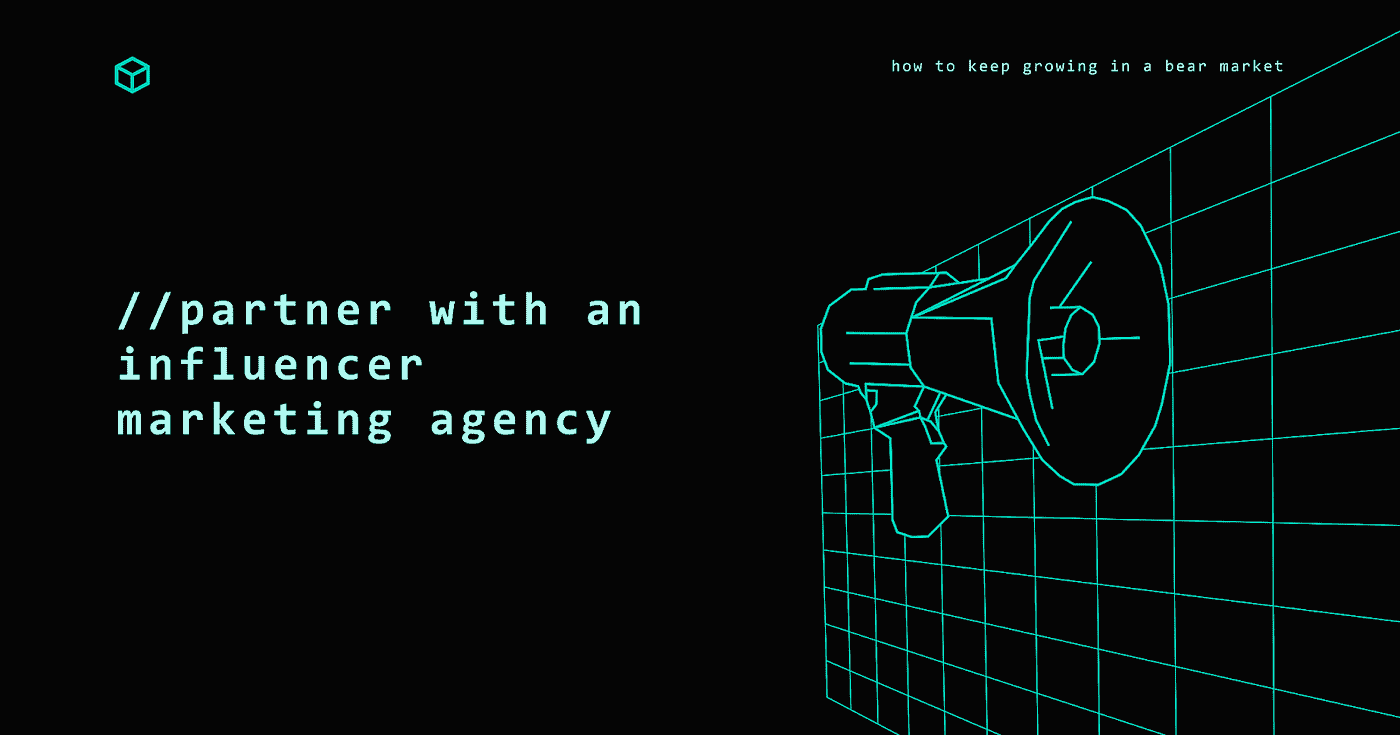 how to keep growing in a bear market
//partner with an
influencer
marketing agency